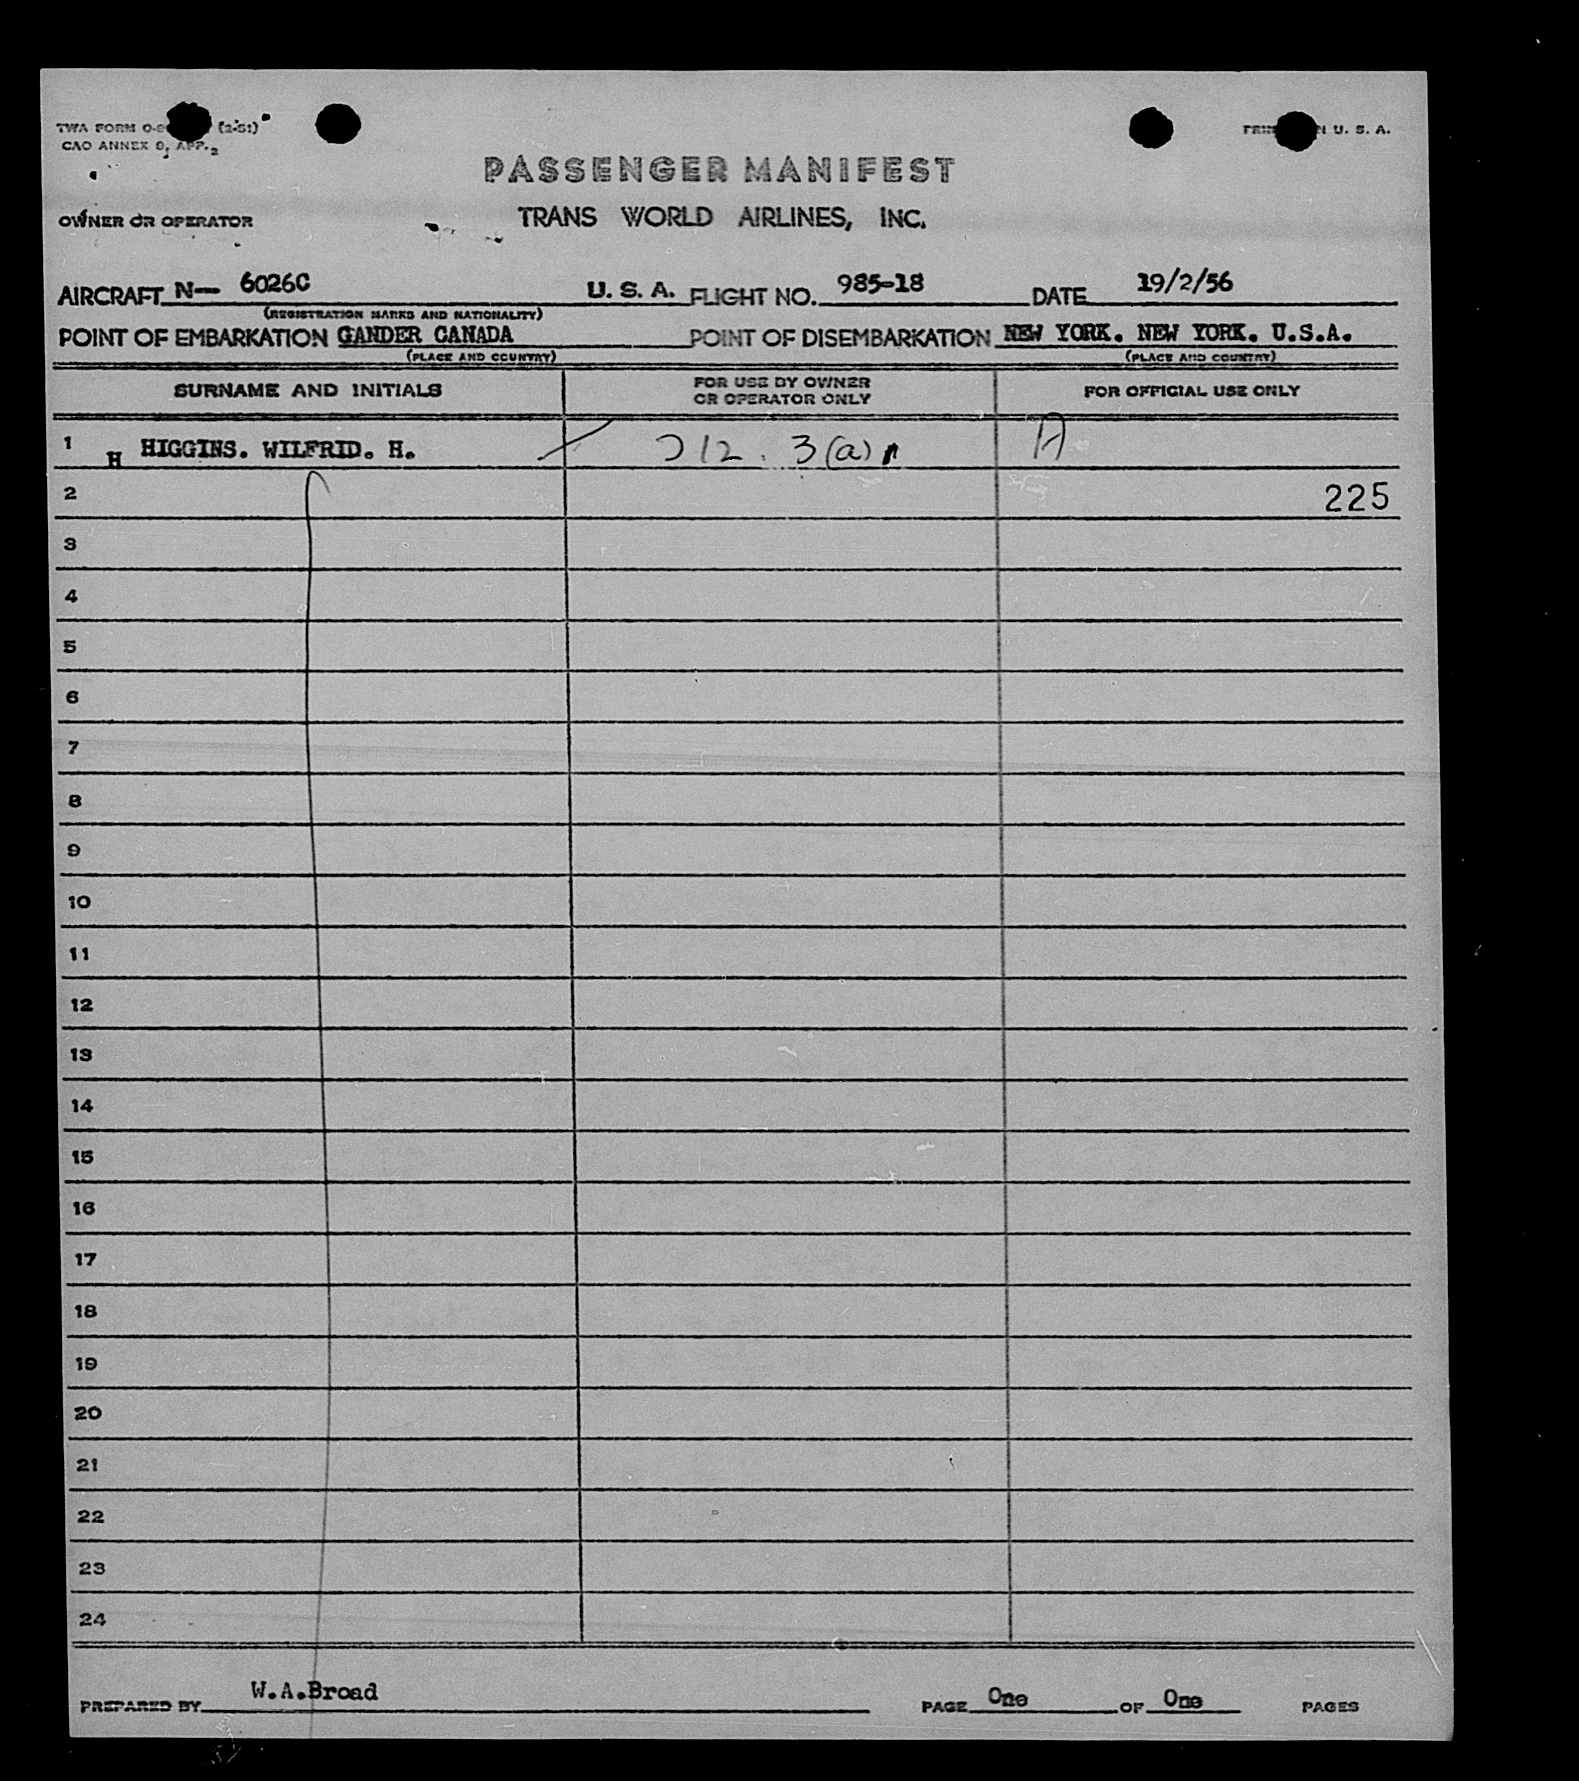 TWA FORM O- (2-51)
CAO ANNEX 9, APP. 2
U. S. A.
PASSENGER MANIFEST
OWNER OR OPERATOR TRANS WORLD AIRLINES, INC.
AIRCRAFT N— 6026C U. S. A. FLIGHT NO. 985-18 DATE 19/2/56
(REGISTRATION MARKS AND NATIONALITY)
POINT OF EMBARKATION GANDER CANADA POINT OF DISEMBARKATION NEW YORK. NEW YORK. U.S.A.
(PLACE AND COUNTRY) (PLACE AND COUNTRY)
SURNAME AND INITIALS FOR USE BY OWNER OR OPERATOR ONLY FOR OFFICIAL USE ONLY
1 H HIGGINS. WILFRID. H. 212. 3(a) A
2 225
3
4
5
6
7
8
9
10
11
12
13
14
15
16
17
18
19
20
21
22
23
24
PREPARED BY W.A.Broad PAGE One OF One PAGES